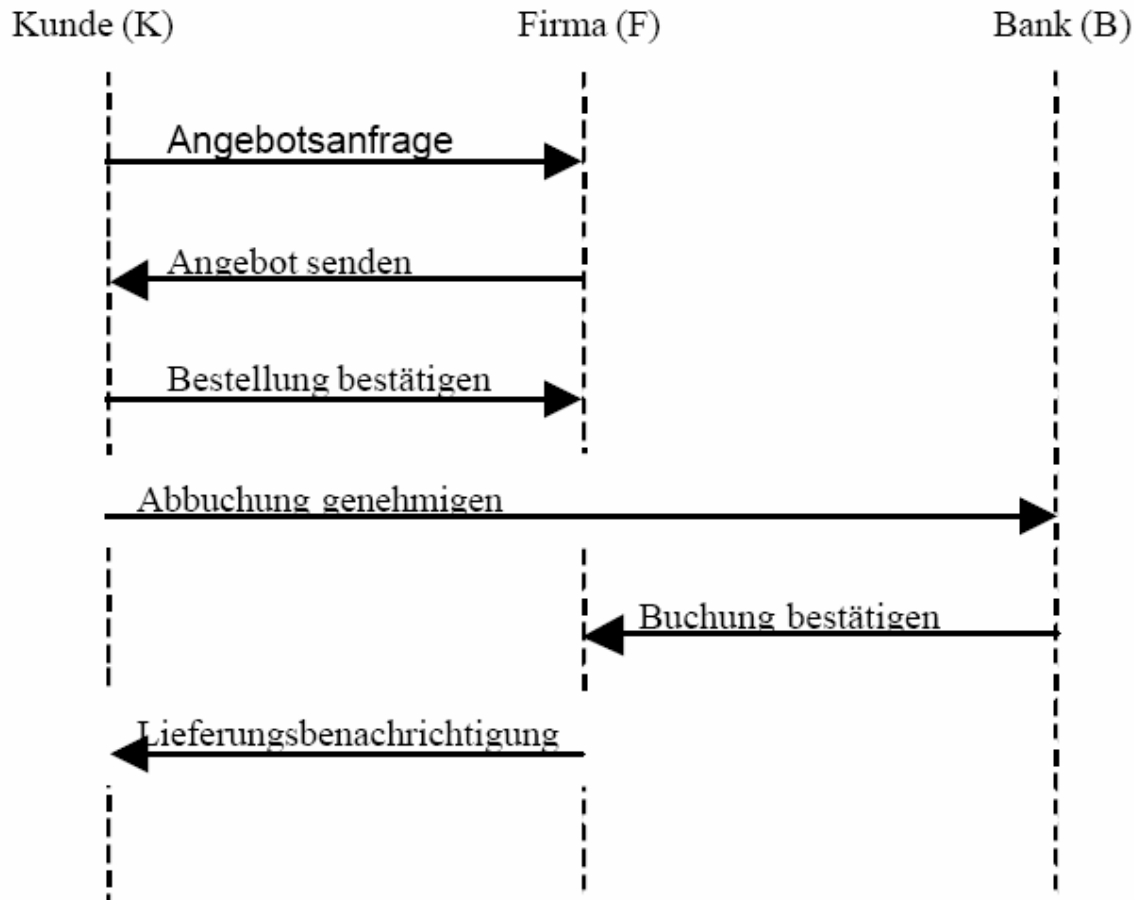 Kunde (K) Firma (F) Bank (B)
Angebotsanfrage
Angebot senden
Bestellung bestätigen
Abbuchung genehmigen
Buchung bestätigen
Lieferungsbenachrichtigung